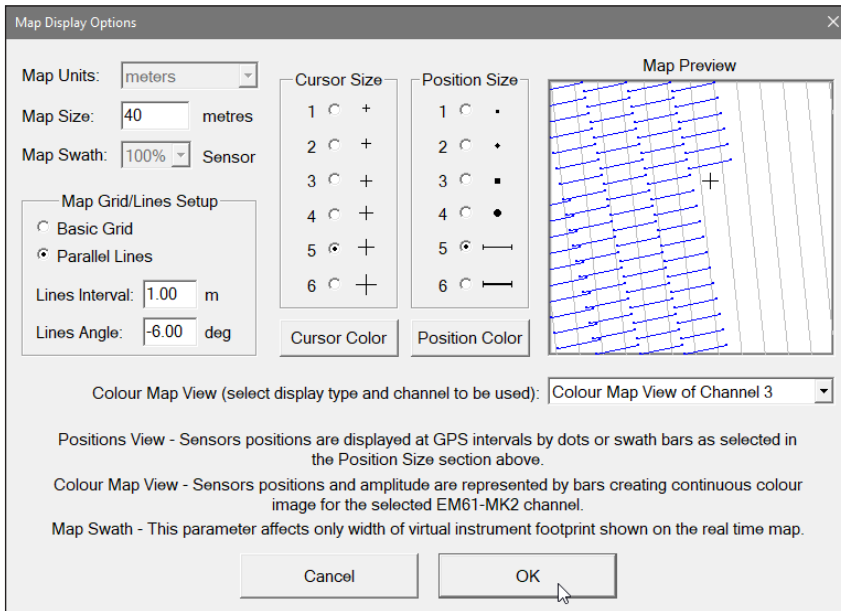 Map Display Options
Map Units: meters
Map Size: 40 metres
Map Swath: 100% Sensor
Map Grid/Lines Setup
Basic Grid
Parallel Lines
Lines Interval: 1.00 m
Lines Angle: -6.00 deg
Cursor Size
1
2
3
4
5
6
Cursor Color
Position Size
1
2
3
4
5
6
Position Color
Map Preview
Colour Map View (select display type and channel to be used): Colour Map View of Channel 3
Positions View - Sensors positions are displayed at GPS intervals by dots or swath bars as selected in
the Position Size section above.
Colour Map View - Sensors positions and amplitude are represented by bars creating continuous colour
image for the selected EM61-MK2 channel.
Map Swath - This parameter affects only width of virtual instrument footprint shown on the real time map.
Cancel
OK